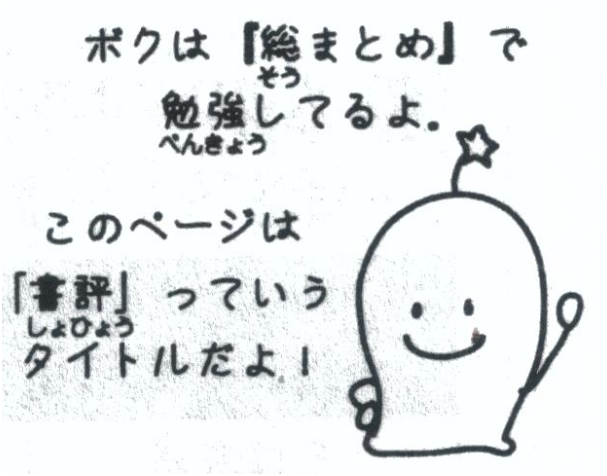 ボクは『総まとめ』で
そう
勉強してるよ.
べんきょう
このページは
「書評」っていう
しょひょう
タイトルだよ！